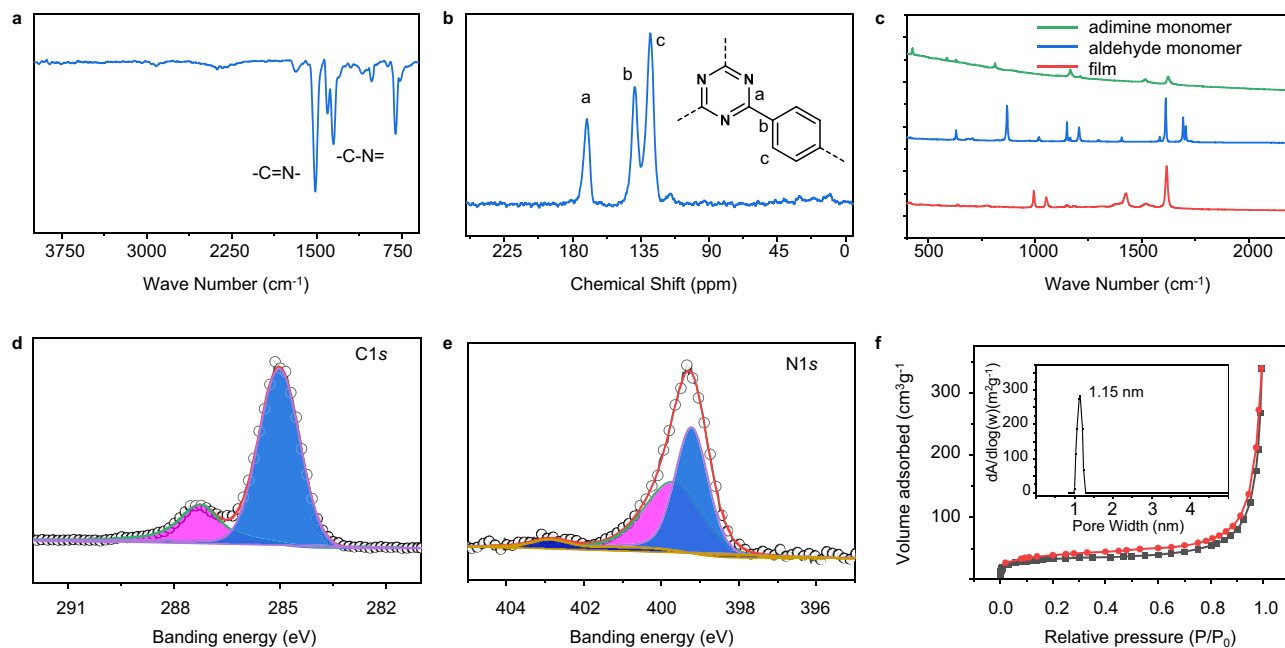 a
-C=N-
-C-N=
3750 3000 2250 1500 750
Wave Number (cm-1)
b
a
b
c
N
N
N
a
b
c
225 180 135 90 45 0
Chemical Shift (ppm)
c
adimine monomer
aldehyde monomer
film
500 1000 1500 2000
Wave Number (cm-1)
d
C1s
291 288 285 282
Banding energy (eV)
e
N1s
404 402 400 398 396
Banding energy (eV)
f
Volume adsorbed (cm3g-1)
300
200
100
0.0 0.2 0.4 0.6 0.8 1.0
Relative pressure (P/P0)
dA/dlog(w)(m2g-1)
300
200
100
0
1.15 nm
1 2 3 4
Pore Width (nm)